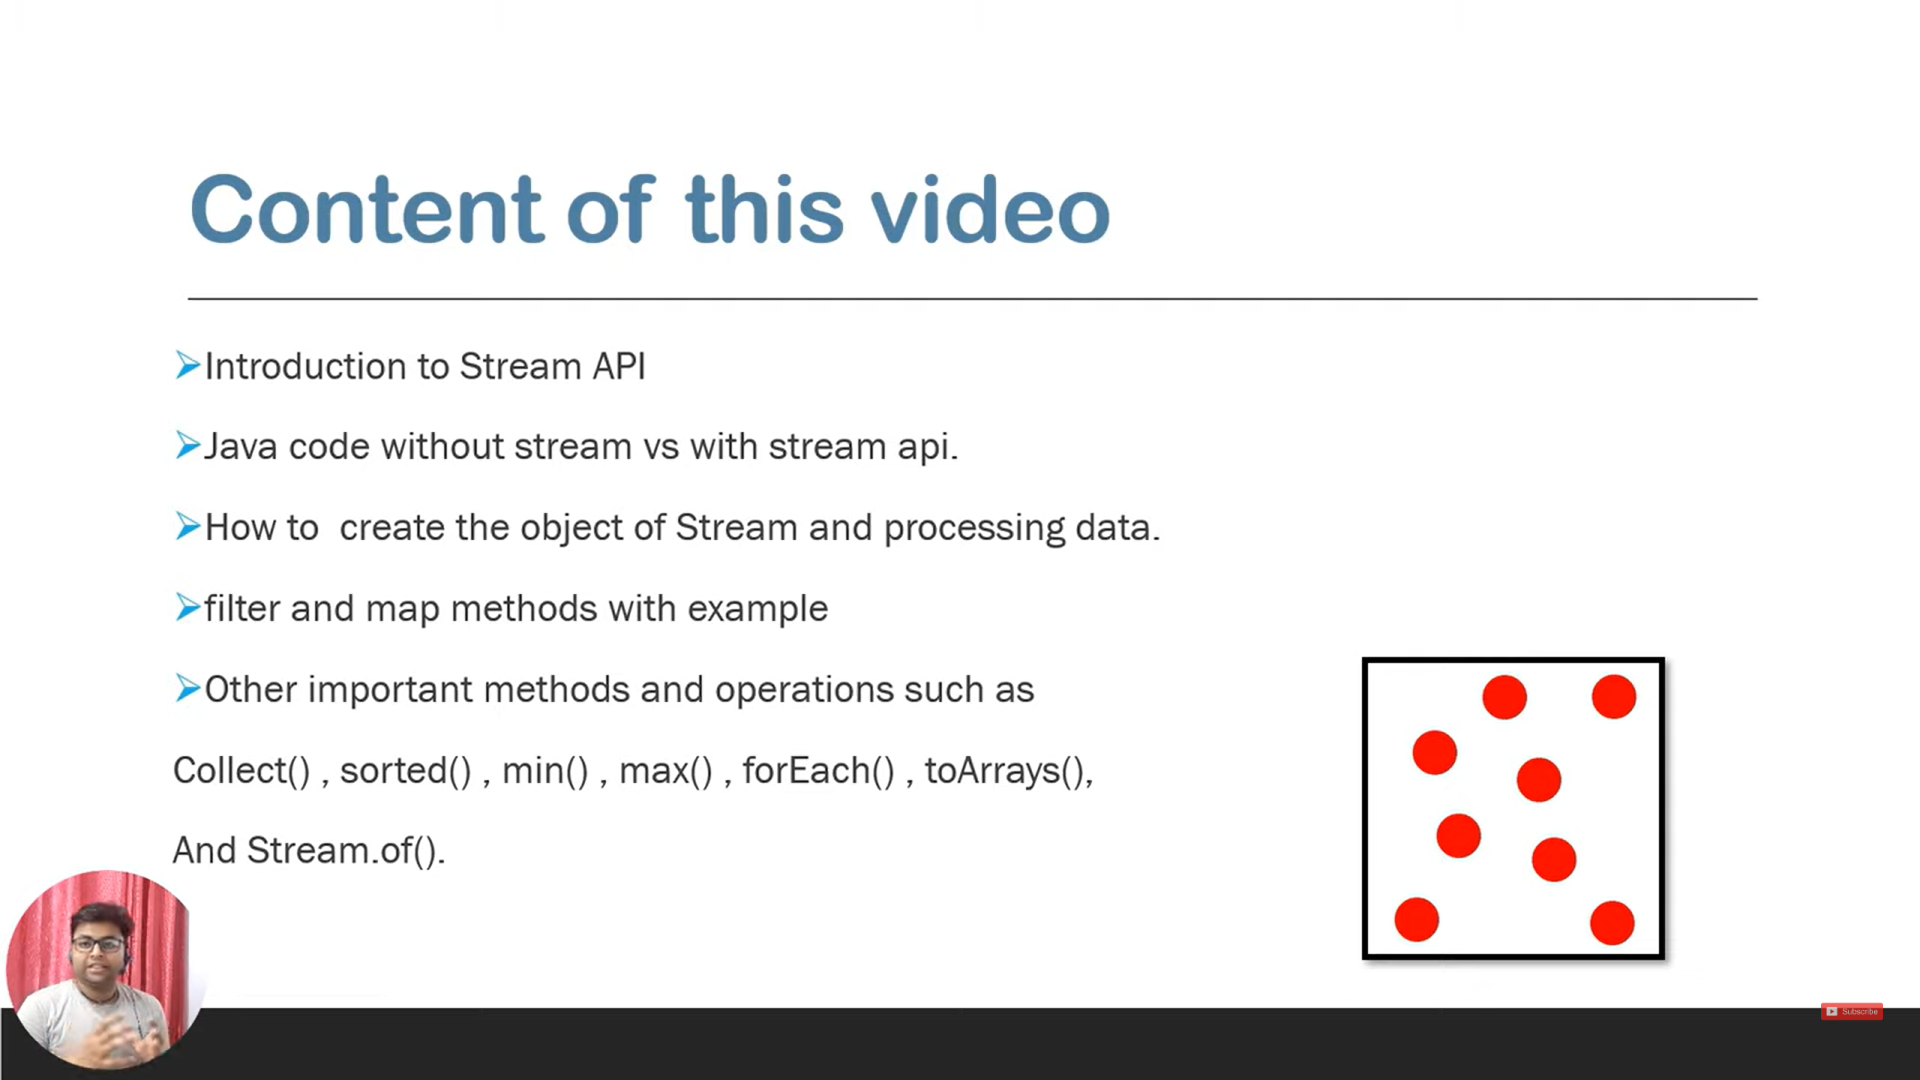 Content of this video
Introduction to Stream API
Java code without stream vs with stream api.
How to  create the object of Stream and processing data.
filter and map methods with example
Other important methods and operations such as
Collect() , sorted() , min() , max() , forEach() , toArrays(),
And Stream.of().
Subscribe